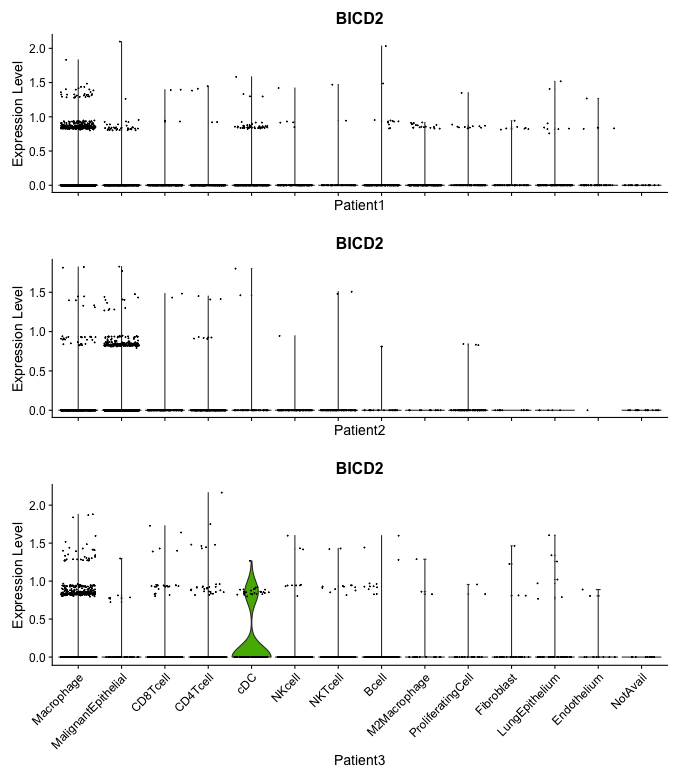 BICD2
Expression Level
2.0
1.5
1.0
0.5
0.0
Patient1
BICD2
Expression Level
1.5
1.0
0.5
0.0
Patient2
BICD2
Expression Level
2.0
1.5
1.0
0.5
0.0
Macrophage
MalignantEpithelial
CD8Tcell
CD4Tcell
cDC
NKcell
NKTcell
Bcell
M2Macrophage
ProliferatingCell
Fibroblast
LungEpithelium
Endothelium
NotAvail
Patient3